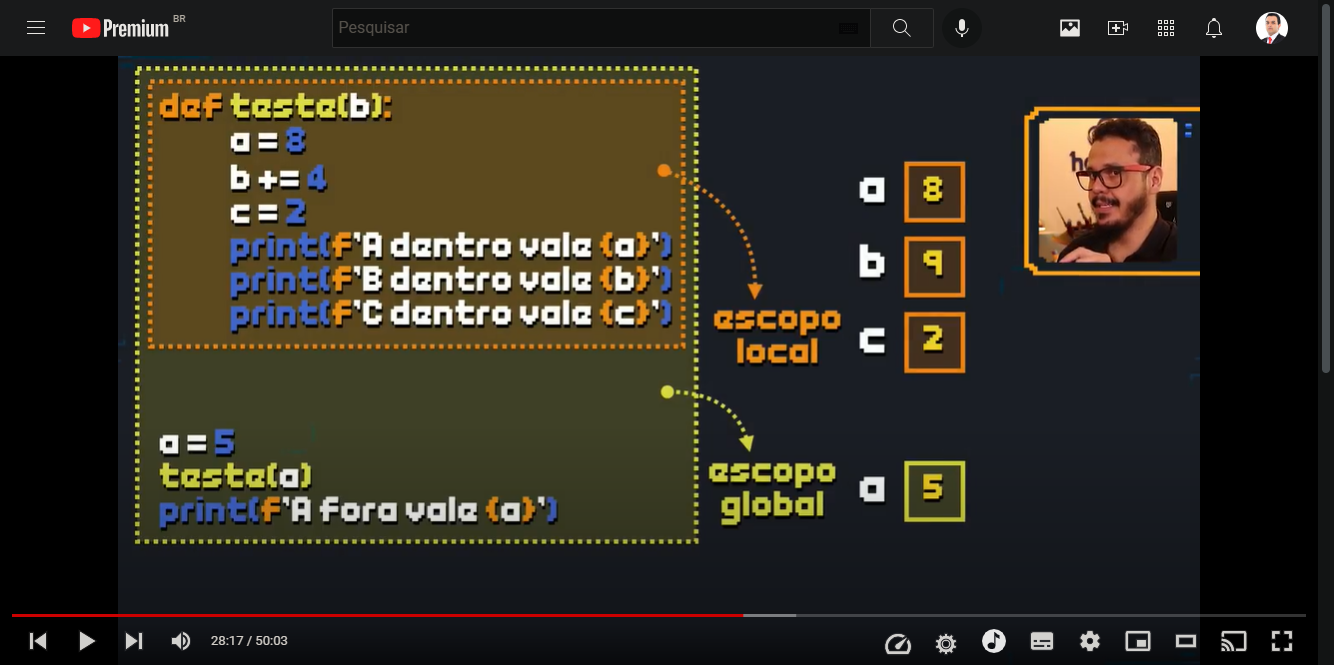 Premium BR
Pesquisar
def teste(b):
a = 8
b += 4
c = 2
print(f'A dentro vale {a}')
print(f'B dentro vale {b}')
print(f'C dentro vale {c}')
a = 5
teste(a)
print(f'A fora vale {a}')
escopo
local
escopo
global
a 8
b 9
c 2
a 5
28:17 / 50:03